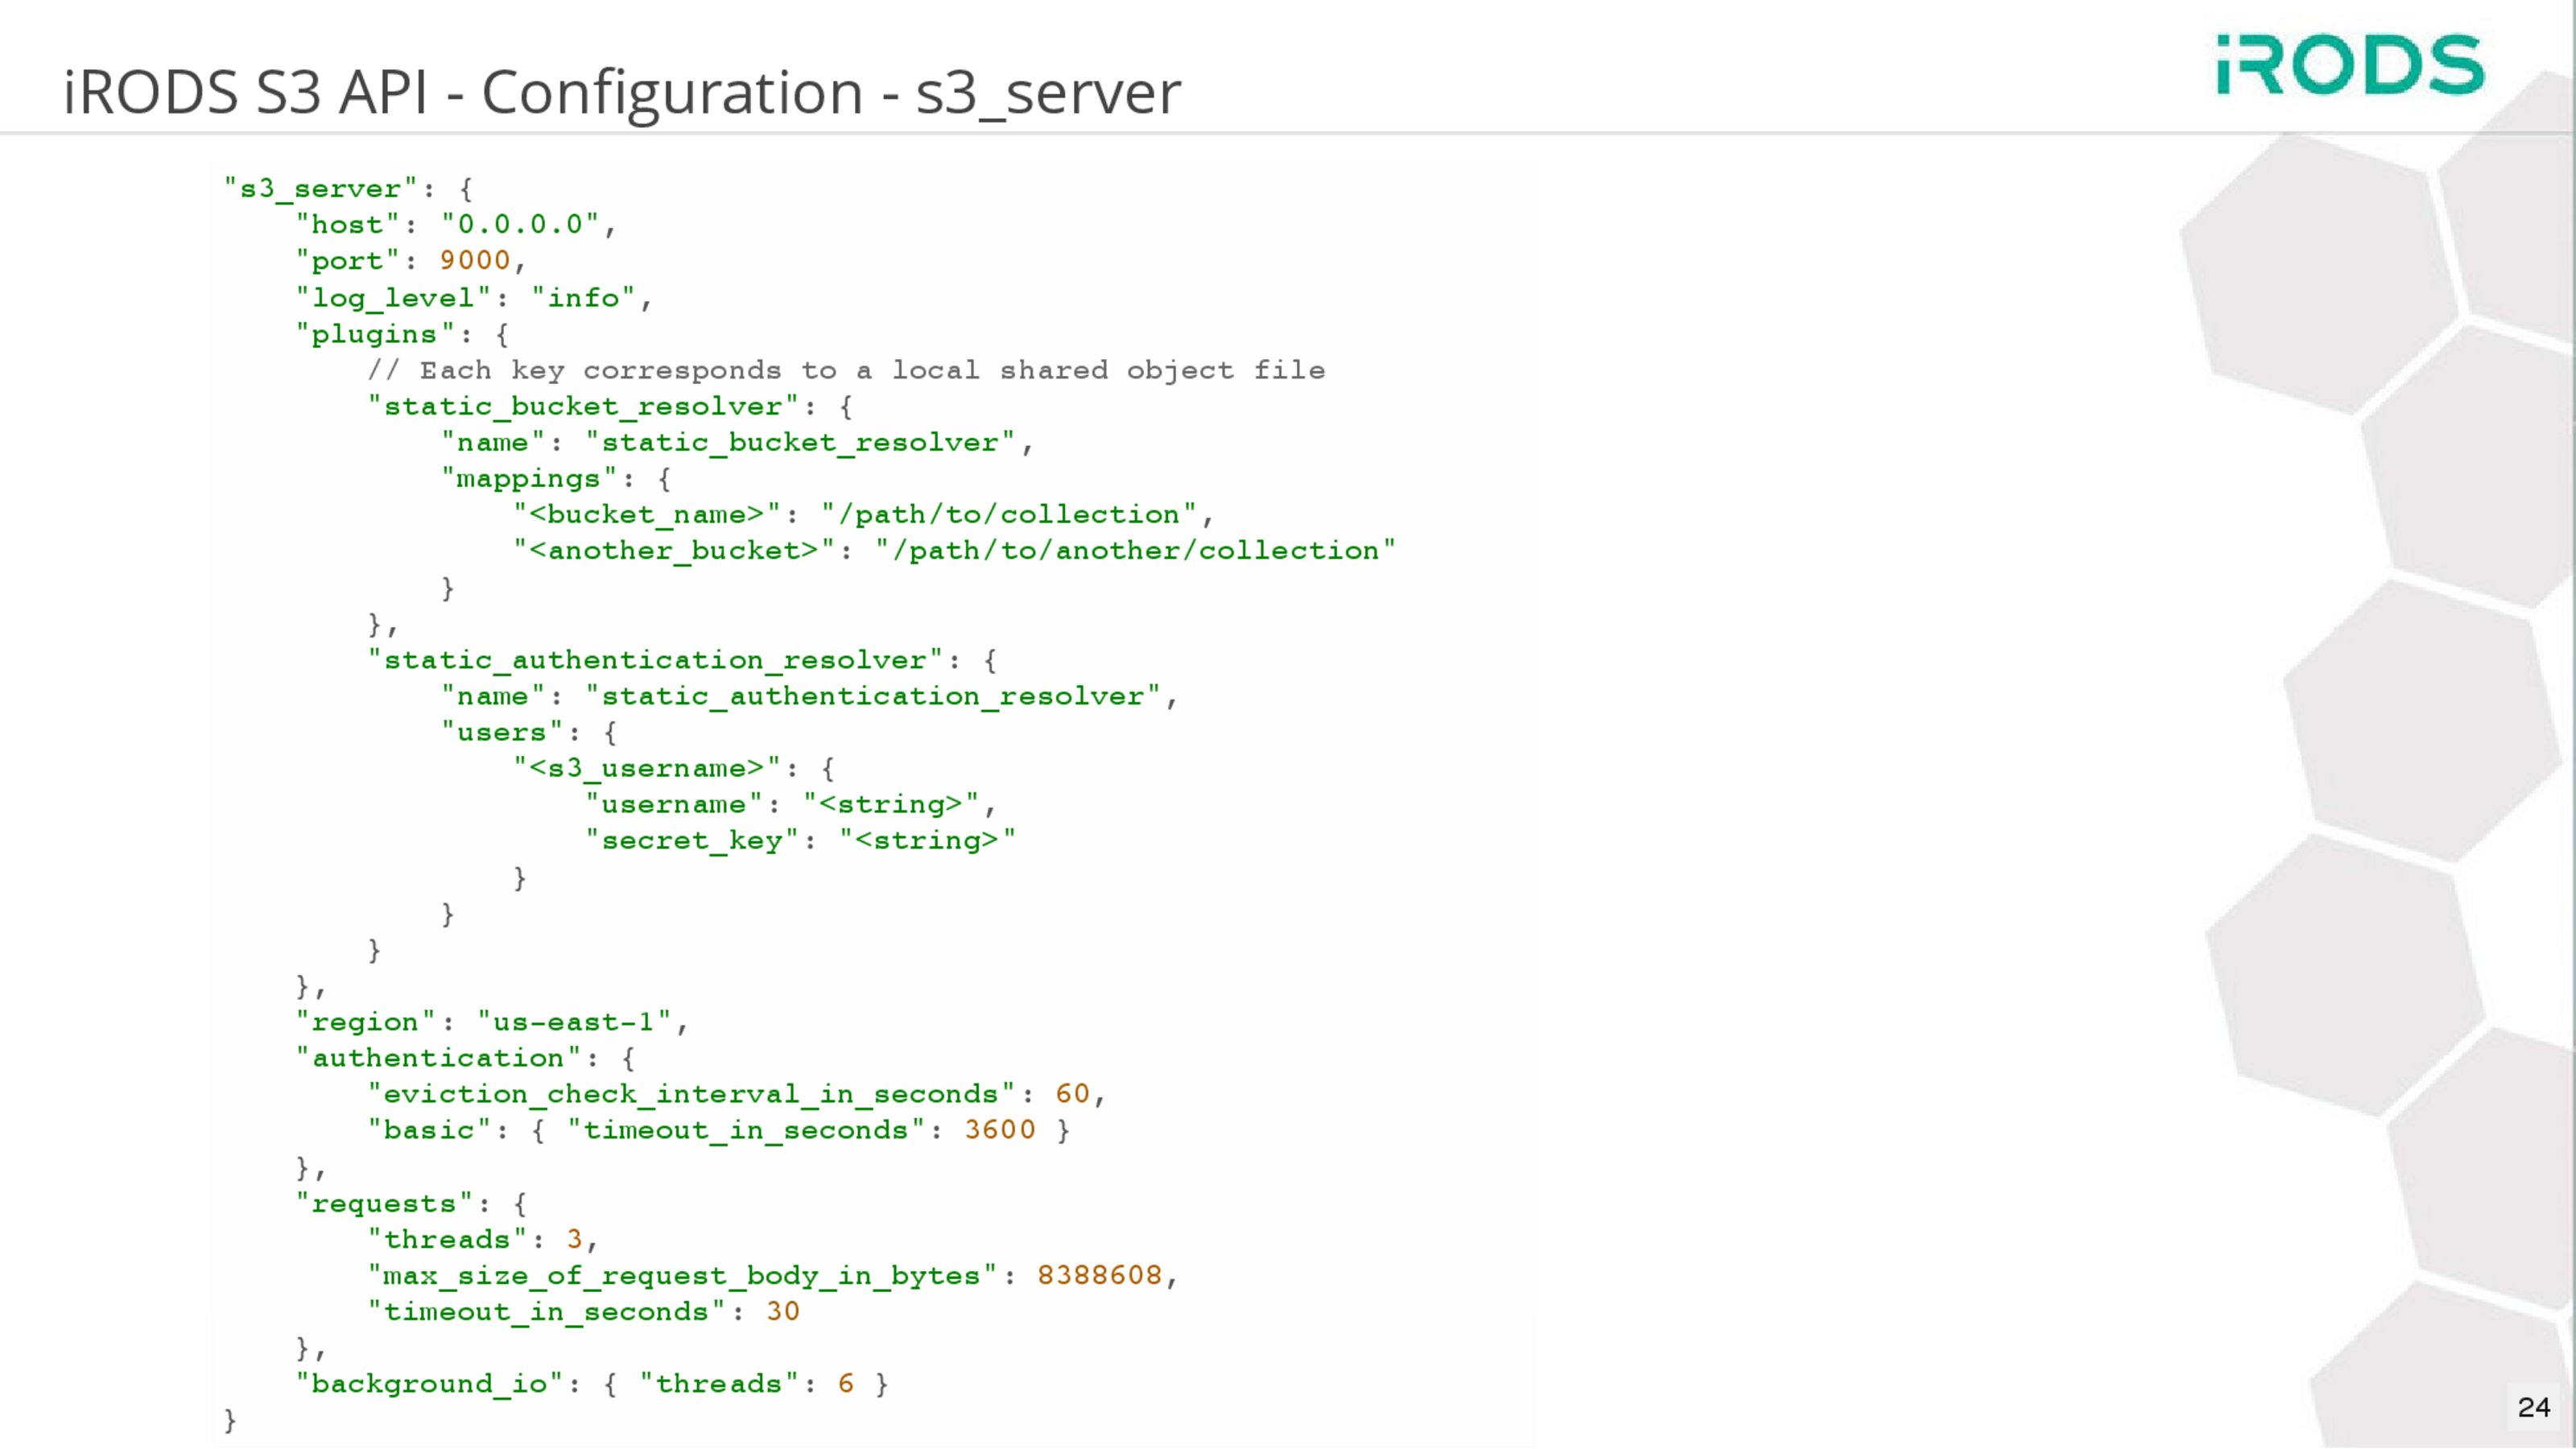 iRODS S3 API - Configuration - s3_server
iRODS
"s3_server": {
    "host": "0.0.0.0",
    "port": 9000,
    "log_level": "info",
    "plugins": {
        // Each key corresponds to a local shared object file
        "static_bucket_resolver": {
            "name": "static_bucket_resolver",
            "mappings": {
                "<bucket_name>": "/path/to/collection",
                "<another_bucket>": "/path/to/another/collection"
            }
        },
        "static_authentication_resolver": {
            "name": "static_authentication_resolver",
            "users": {
                "<s3_username>": {
                    "username": "<string>",
                    "secret_key": "<string>"
                }
            }
        }
    },
    "region": "us-east-1",
    "authentication": {
        "eviction_check_interval_in_seconds": 60,
        "basic": { "timeout_in_seconds": 3600 }
    },
    "requests": {
        "threads": 3,
        "max_size_of_request_body_in_bytes": 8388608,
        "timeout_in_seconds": 30
    },
    "background_io": { "threads": 6 }
}
24